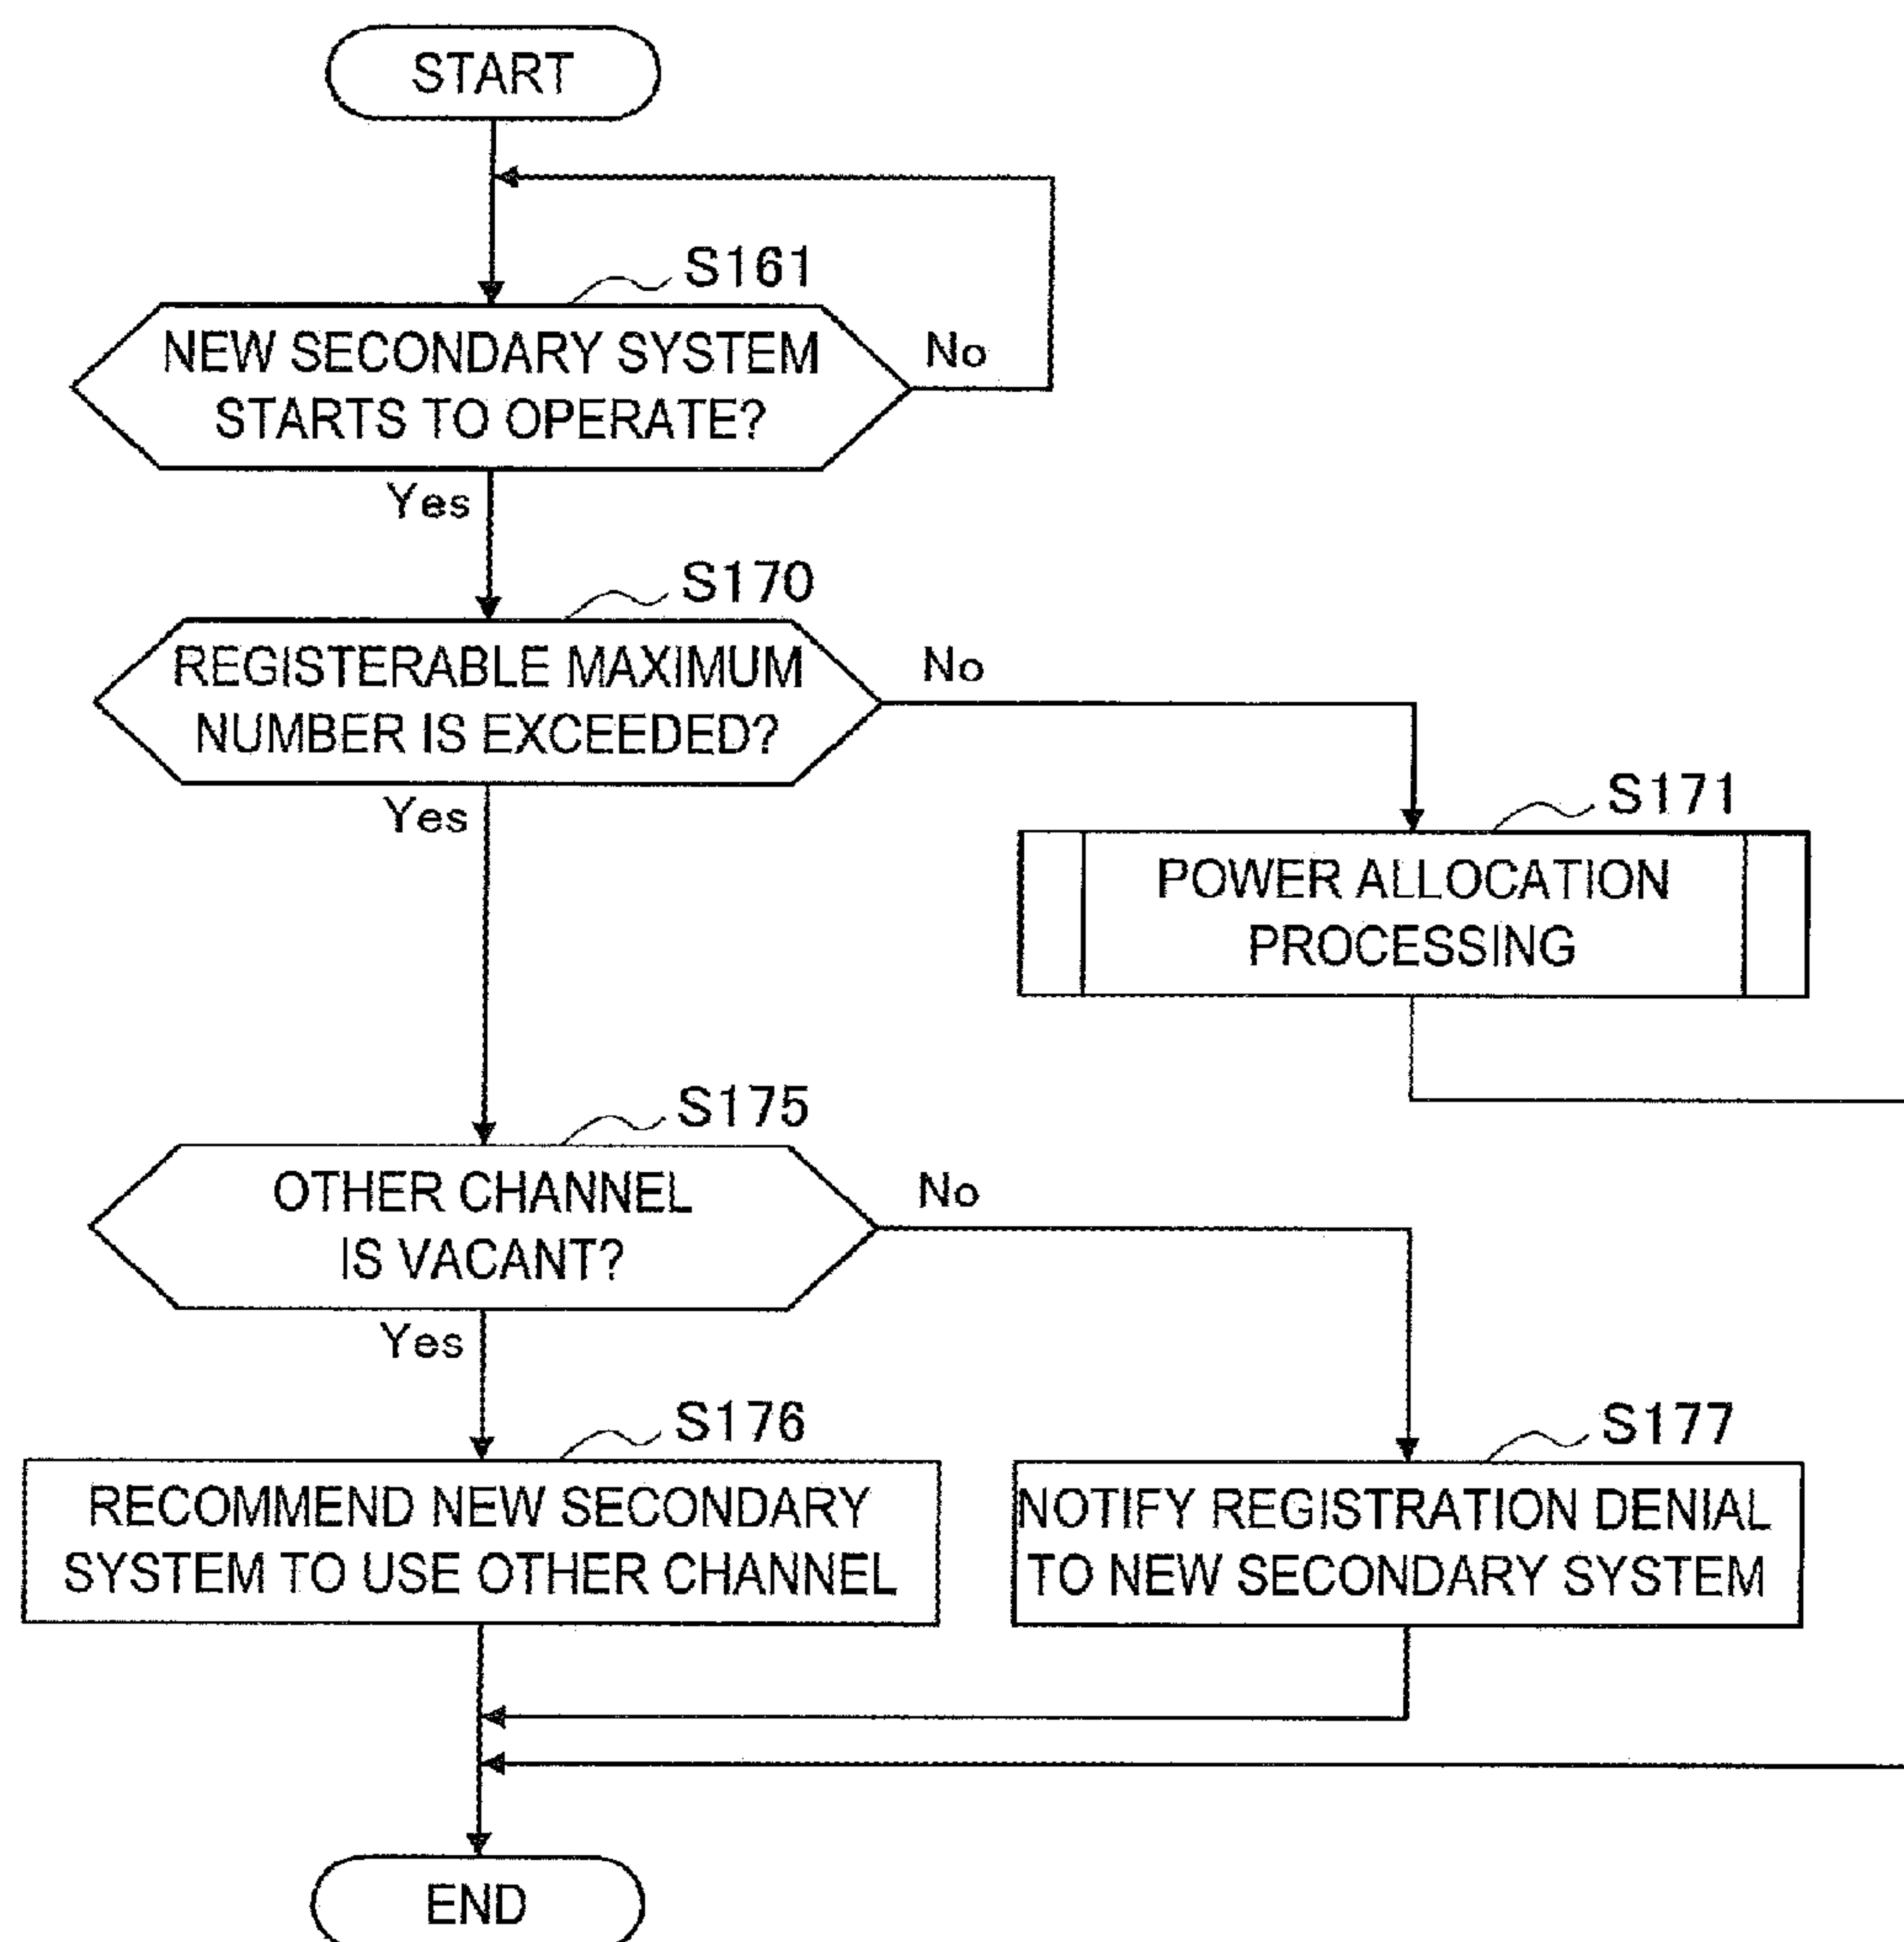 START
S161
NEW SECONDARY SYSTEM
STARTS TO OPERATE?
No
Yes
S170
REGISTERABLE MAXIMUM
NUMBER IS EXCEEDED?
No
Yes
S171
POWER ALLOCATION
PROCESSING
S175
OTHER CHANNEL
IS VACANT?
No
Yes
S176
RECOMMEND NEW SECONDARY
SYSTEM TO USE OTHER CHANNEL
S177
NOTIFY REGISTRATION DENIAL
TO NEW SECONDARY SYSTEM
END